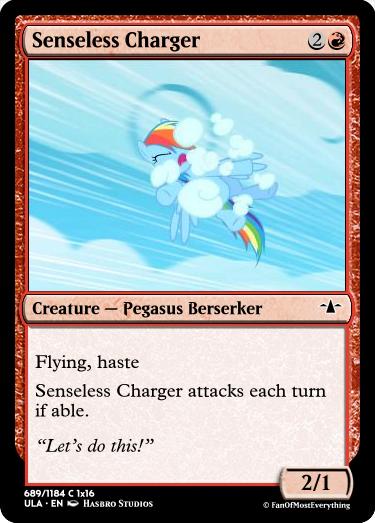 Senseless Charger 2
Creature — Pegasus Berserker
Flying, haste
Senseless Charger attacks each turn
if able.
“Let’s do this!”
2/1
689/1184 C 1x16
ULA • EN Hasbro Studios
© FanOfMostEverything